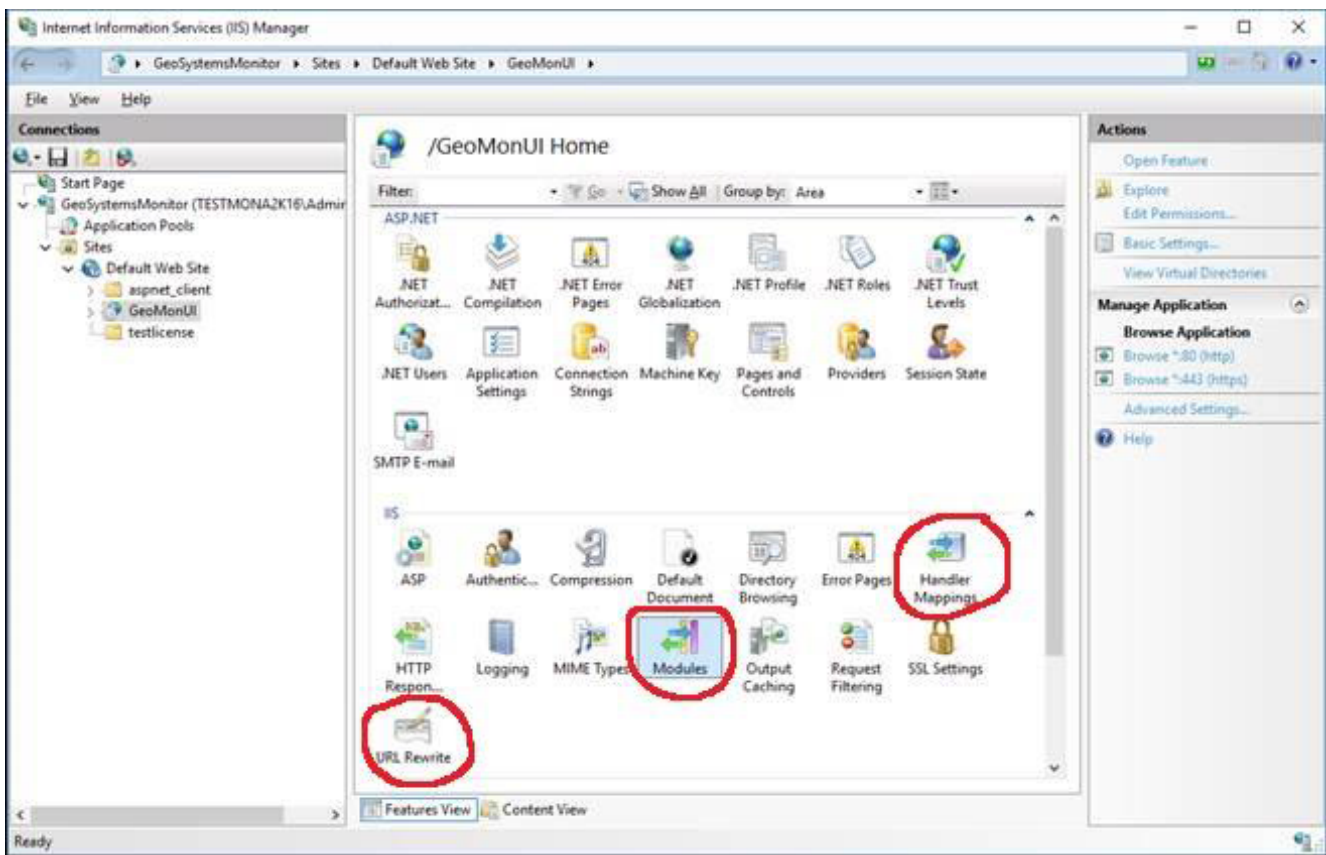 Internet Information Services (IIS) Manager
GeoSystemsMonitor Sites Default Web Site GeoMonUI
File View Help
Connections
Start Page
GeoSystemsMonitor (TESTMONA2K16\Admir
Application Pools
Sites
Default Web Site
aspnet_client
GeoMonUI
testlicense
/GeoMonUI Home
Filter: Go Show All Group by: Area
ASP.NET
.NET Authorizat...
.NET Compilation
.NET Error Pages
.NET Globalization
.NET Profile
.NET Roles
.NET Trust Levels
.NET Users
Application Settings
Connection Strings
Machine Key
Pages and Controls
Providers
Session State
SMTP E-mail
IIS
ASP
Authentic...
Compression
Default Document
Directory Browsing
Error Pages
Handler Mappings
HTTP Respon...
Logging
MIME Types
Modules
Output Caching
Request Filtering
SSL Settings
URL Rewrite
Features View Content View
Actions
Open Feature
Explore
Edit Permissions...
Basic Settings...
View Virtual Directories
Manage Application
Browse Application
Browse *:80 (http)
Browse *:443 (https)
Advanced Settings...
Help
Ready